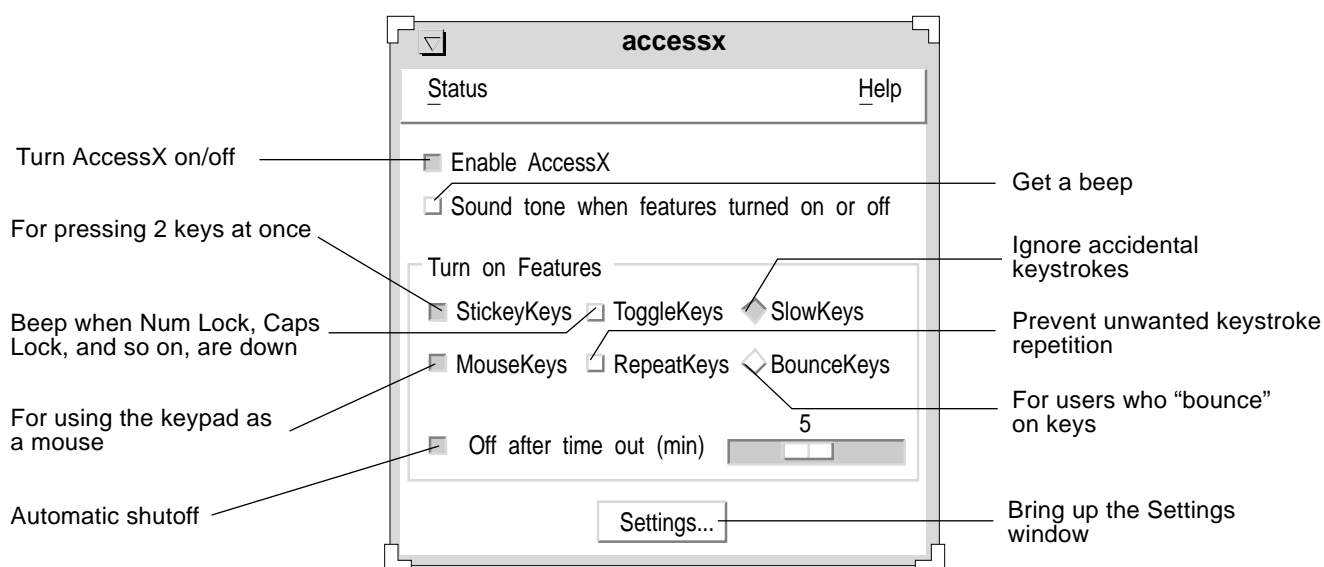 accessx
Status Help
Turn AccessX on/off
Enable AccessX
Get a beep
Sound tone when features turned on or off
For pressing 2 keys at once
Ignore accidental
keystrokes
Turn on Features
StickeyKeys ToggleKeys SlowKeys
Beep when Num Lock, Caps
Lock, and so on, are down
Prevent unwanted keystroke
repetition
MouseKeys RepeatKeys BounceKeys
For using the keypad as
a mouse
For users who “bounce”
on keys
5
Off after time out (min)
Automatic shutoff
Settings...
Bring up the Settings
window